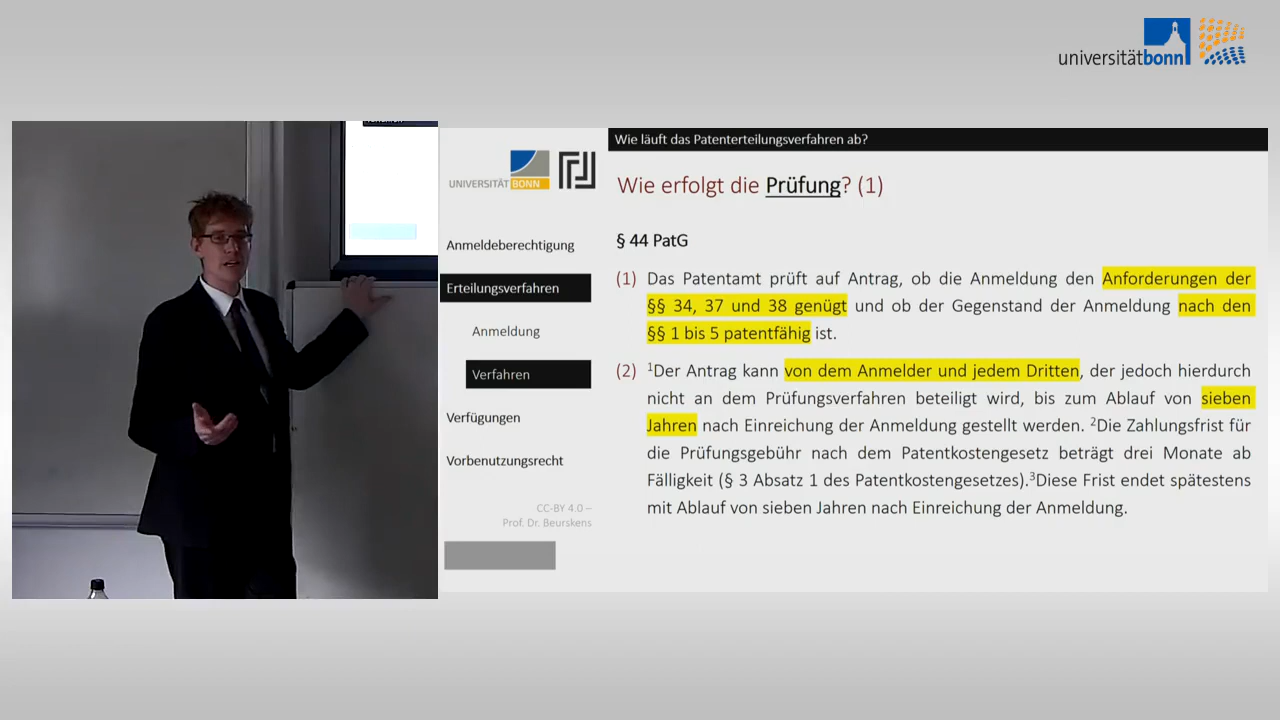 universitätbonn
Wie läuft das Patenterteilungsverfahren ab?
UNIVERSITÄT BONN
Wie erfolgt die Prüfung? (1)
§ 44 PatG
Anmeldeberechtigung
Erteilungsverfahren
Anmeldung
Verfahren
Verfügungen
Vorbenutzungsrecht
CC-BY 4.0 –
Prof. Dr. Beurskens
(1) Das Patentamt prüft auf Antrag, ob die Anmeldung den Anforderungen der
§§ 34, 37 und 38 genügt und ob der Gegenstand der Anmeldung nach den
§§ 1 bis 5 patentfähig ist.
(2) ¹Der Antrag kann von dem Anmelder und jedem Dritten, der jedoch hierdurch
nicht an dem Prüfungsverfahren beteiligt wird, bis zum Ablauf von sieben
Jahren nach Einreichung der Anmeldung gestellt werden. ²Die Zahlungsfrist für
die Prüfungsgebühr nach dem Patentkostengesetz beträgt drei Monate ab
Fälligkeit (§ 3 Absatz 1 des Patentkostengesetzes).³Diese Frist endet spätestens
mit Ablauf von sieben Jahren nach Einreichung der Anmeldung.